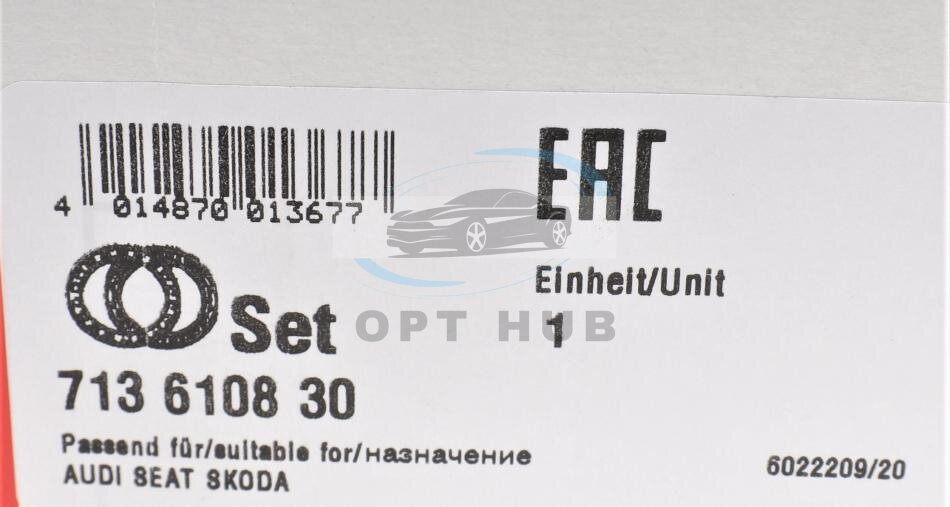 EAC
4 014870 013677
Einheit/Unit
1
Set
OPT HUB
713 6108 30
Passend für/suitable for/назначение
AUDI SEAT SKODA
6022209/20